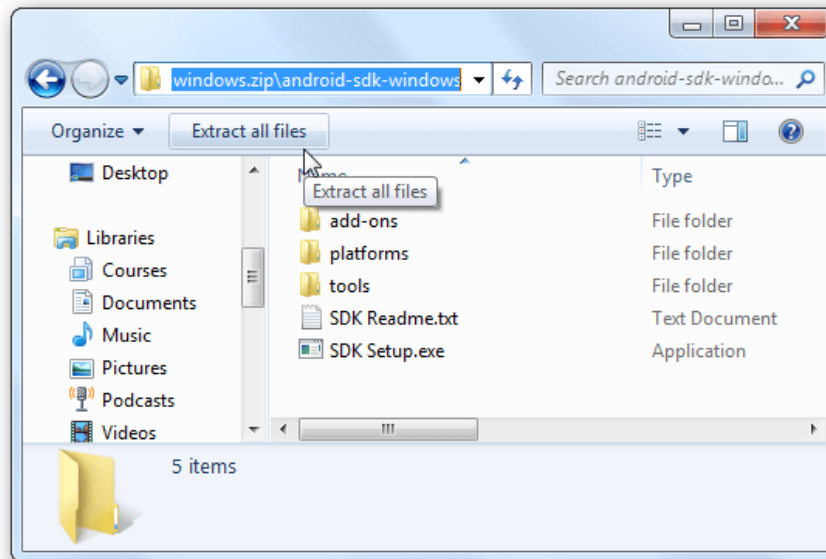 windows.zip\android-sdk-windows
Search android-sdk-windo...
Organize
Extract all files
Desktop
Libraries
Courses
Documents
Music
Pictures
Podcasts
Videos
Name
Type
Extract all files
add-ons
File folder
platforms
File folder
tools
File folder
SDK Readme.txt
Text Document
SDK Setup.exe
Application
5 items